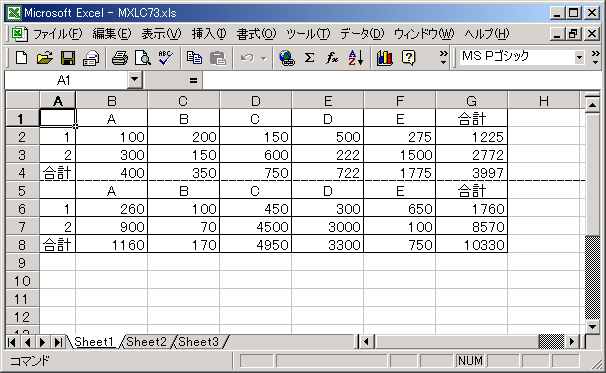 Microsoft Excel - MXLC73.xls
ファイル(F) 編集(E) 表示(V) 挿入(I) 書式(O) ツール(T) データ(D) ウィンドウ(W) ヘルプ(H)
ABC Σ fx A Z ? » MS Pゴシック »
A1 =
A B C D E F G H
1 A B C D E 合計
2 1 100 200 150 500 275 1225
3 2 300 150 600 222 1500 2772
4 合計 400 350 750 722 1775 3997
5 A B C D E 合計
6 1 260 100 450 300 650 1760
7 2 900 70 4500 3000 100 8570
8 合計 1160 170 4950 3300 750 10330
9
10
11
12
13
Sheet1 Sheet2 Sheet3
コマンド NUM